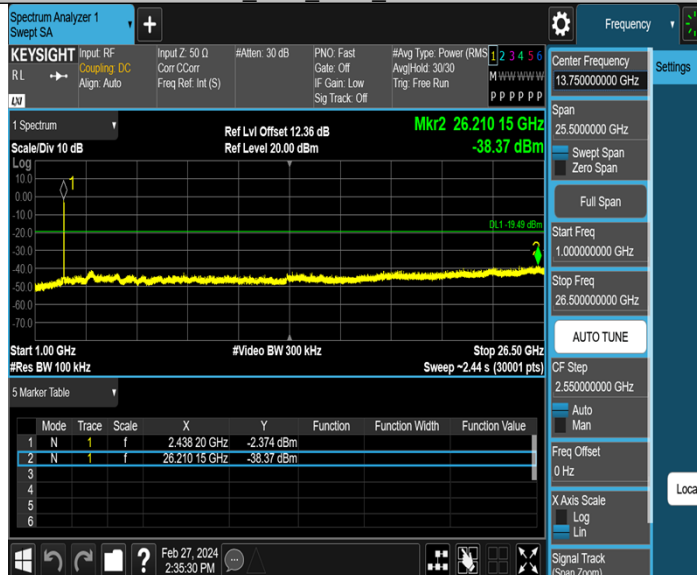 Spectrum Analyzer 1
Swept SA
Frequency
KEYSIGHT
RL
LXI
Input: RF
Coupling: DC
Align: Auto
Input Z: 50 Ω
Corr CCorr
Freq Ref: Int (S)
#Atten: 30 dB
PNO: Fast
Gate: Off
IF Gain: Low
Sig Track: Off
#Avg Type: Power (RMS
Avg|Hold: 30/30
Trig: Free Run
1 2 3 4 5 6
M W W W W W
P P P P P P
1 Spectrum
Scale/Div 10 dB
Ref Lvl Offset 12.36 dB
Ref Level 20.00 dBm
Mkr2 26.210 15 GHz
-38.37 dBm
Log
10.0
0.00
-10.0
-20.0
-30.0
-40.0
-50.0
-60.0
-70.0
1
DL1 -19.49 dBm
2
Start 1.00 GHz
#Res BW 100 kHz
#Video BW 300 kHz
Stop 26.50 GHz
Sweep ~2.44 s (30001 pts)
5 Marker Table
Mode Trace Scale X Y Function Function Width Function Value
1 N 1 f 2.438 20 GHz -2.374 dBm
2 N 1 f 26.210 15 GHz -38.37 dBm
3
4
5
6
Feb 27, 2024
2:35:30 PM
Center Frequency
13.750000000 GHz
Settings
Span
25.5000000 GHz
Swept Span
Zero Span
Full Span
Start Freq
1.000000000 GHz
Stop Freq
26.500000000 GHz
AUTO TUNE
CF Step
2.550000000 GHz
Auto
Man
Freq Offset
0 Hz
X Axis Scale
Log
Lin
Loca
Signal Track
(Span Zoom)